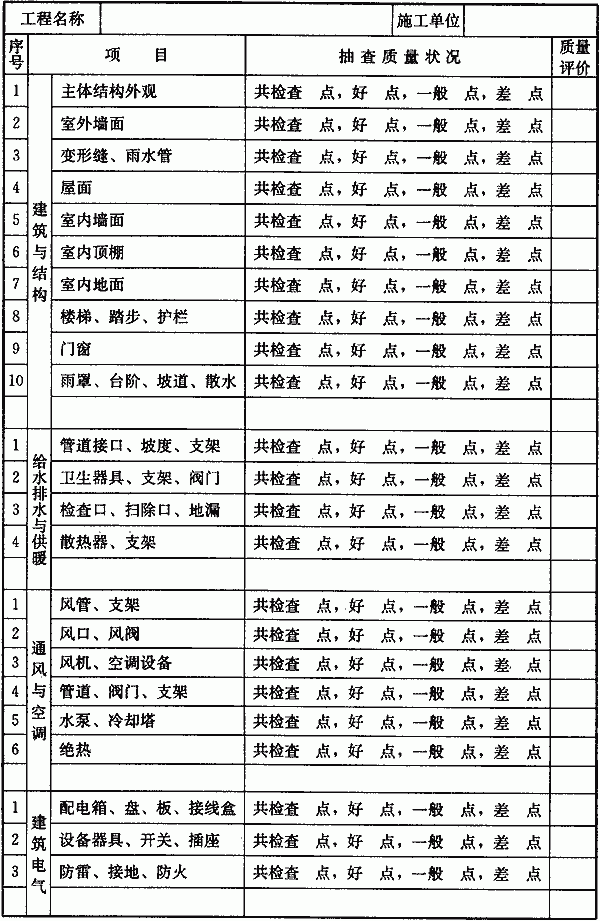 工程名称 施工单位
序号 项 目 抽查质量状况 质量评价
建筑与结构
1 主体结构外观 共检查 点，好 点，一般 点，差 点
2 室外墙面 共检查 点，好 点，一般 点，差 点
3 变形缝、雨水管 共检查 点，好 点，一般 点，差 点
4 屋面 共检查 点，好 点，一般 点，差 点
5 室内墙面 共检查 点，好 点，一般 点，差 点
6 室内顶棚 共检查 点，好 点，一般 点，差 点
7 室内地面 共检查 点，好 点，一般 点，差 点
8 楼梯、踏步、护栏 共检查 点，好 点，一般 点，差 点
9 门窗 共检查 点，好 点，一般 点，差 点
10 雨罩、台阶、坡道、散水 共检查 点，好 点，一般 点，差 点
给水排水与供暖
1 管道接口、坡度、支架 共检查 点，好 点，一般 点，差 点
2 卫生器具、支架、阀门 共检查 点，好 点，一般 点，差 点
3 检查口、扫除口、地漏 共检查 点，好 点，一般 点，差 点
4 散热器、支架 共检查 点，好 点，一般 点，差 点
通风与空调
1 风管、支架 共检查 点，好 点，一般 点，差 点
2 风口、风阀 共检查 点，好 点，一般 点，差 点
3 风机、空调设备 共检查 点，好 点，一般 点，差 点
4 管道、阀门、支架 共检查 点，好 点，一般 点，差 点
5 水泵、冷却塔 共检查 点，好 点，一般 点，差 点
6 绝热 共检查 点，好 点，一般 点，差 点
建筑电气
1 配电箱、盘、板、接线盒 共检查 点，好 点，一般 点，差 点
2 设备器具、开关、插座 共检查 点，好 点，一般 点，差 点
3 防雷、接地、防火 共检查 点，好 点，一般 点，差 点